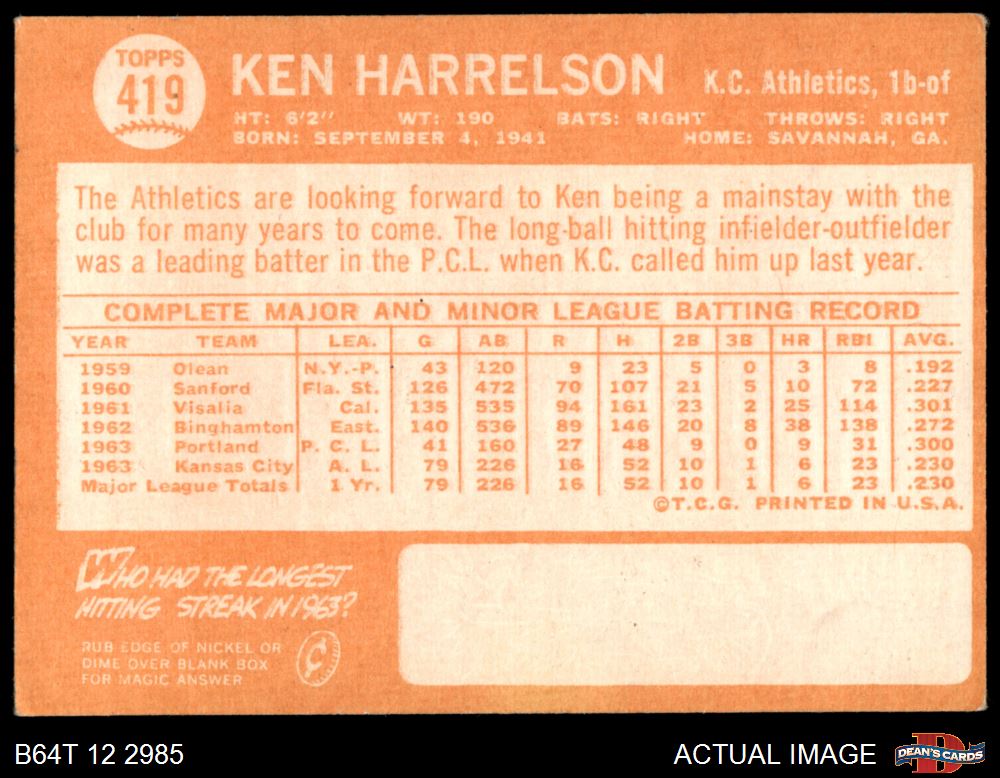 TOPPS
419
KEN HARRELSON
K.C. Athletics, 1b-of
HT: 6'2" WT: 190 BATS: RIGHT THROWS: RIGHT
BORN: SEPTEMBER 4, 1941 HOME: SAVANNAH, GA.
The Athletics are looking forward to Ken being a mainstay with the
club for many years to come. The long-ball hitting infielder-outfielder
was a leading batter in the P.C.L. when K.C. called him up last year.
COMPLETE MAJOR AND MINOR LEAGUE BATTING RECORD
YEAR TEAM LEA. G AB R H 2B 3B HR RBI AVG.
1959 Olean N.Y.-P. 43 120 9 23 5 0 3 8 .192
1960 Sanford Fla. St. 126 472 70 107 21 5 10 72 .227
1961 Visalia Cal. 135 535 94 161 23 2 25 114 .301
1962 Binghamton East. 140 536 89 146 20 8 38 138 .272
1963 Portland P. C. L. 41 160 27 48 9 0 9 31 .300
1963 Kansas City A. L. 79 226 16 52 10 1 6 23 .230
Major League Totals 1 Yr. 79 226 16 52 10 1 6 23 .230
©T.C.G. PRINTED IN U.S.A.
WHO HAD THE LONGEST
HITTING STREAK IN 1963?
RUB EDGE OF NICKEL OR
DIME OVER BLANK BOX
FOR MAGIC ANSWER
¢
B64T 12 2985
ACTUAL IMAGE
D
DEAN'S CARDS